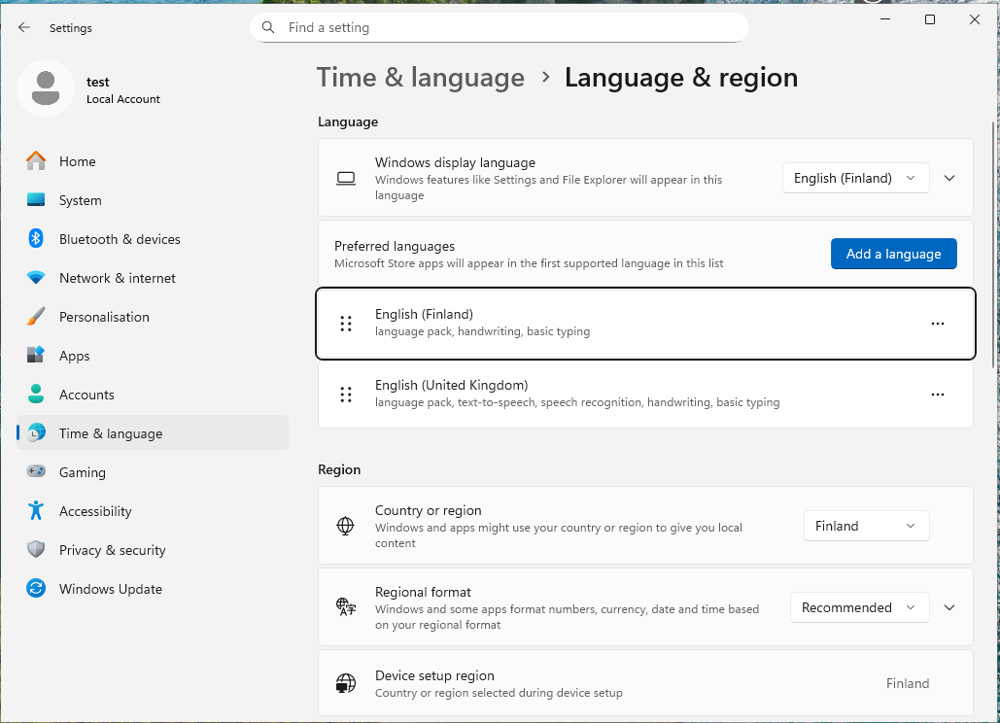 Settings
Find a setting
test
Local Account
Home
System
Bluetooth & devices
Network & internet
Personalisation
Apps
Accounts
Time & language
Gaming
Accessibility
Privacy & security
Windows Update
Time & language › Language & region
Language
Windows display language
Windows features like Settings and File Explorer will appear in this
language
English (Finland)
Preferred languages
Microsoft Store apps will appear in the first supported language in this list
Add a language
English (Finland)
language pack, handwriting, basic typing
English (United Kingdom)
language pack, text-to-speech, speech recognition, handwriting, basic typing
Region
Country or region
Windows and apps might use your country or region to give you local
content
Finland
Regional format
Windows and some apps format numbers, currency, date and time based
on your regional format
Recommended
Device setup region
Country or region selected during device setup
Finland